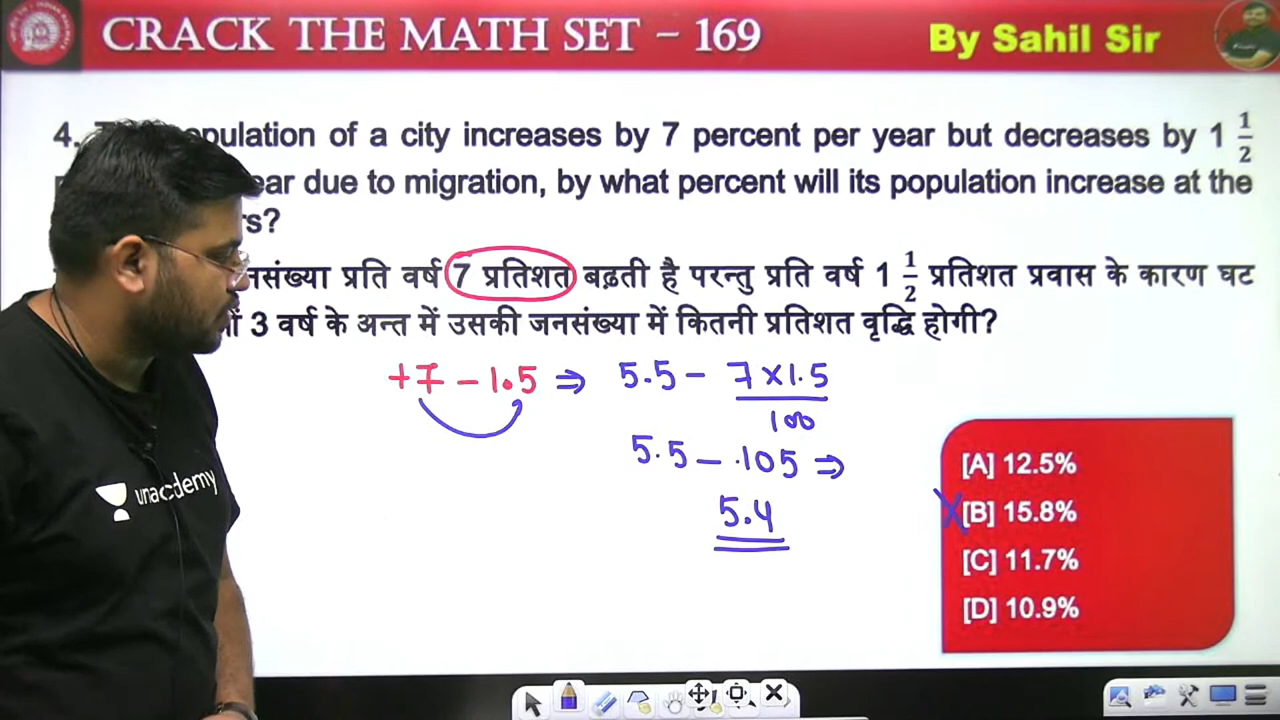 CRACK THE MATH SET – 169
By Sahil Sir
4. opulation of a city increases by 7 percent per year but decreases by 1 1/2
ear due to migration, by what percent will its population increase at the
rs?
नसंख्या प्रति वर्ष 7 प्रतिशत बढ़ती है परन्तु प्रति वर्ष 1 1/2 प्रतिशत प्रवास के कारण घट
3 वर्ष के अन्त में उसकी जनसंख्या में कितनी प्रतिशत वृद्धि होगी?
+7 – 1.5 ⇒ 5.5 – 7×1.5/100
5.5 – .105 ⇒
5.4
[A] 12.5%
X [B] 15.8%
[C] 11.7%
[D] 10.9%
unacademy